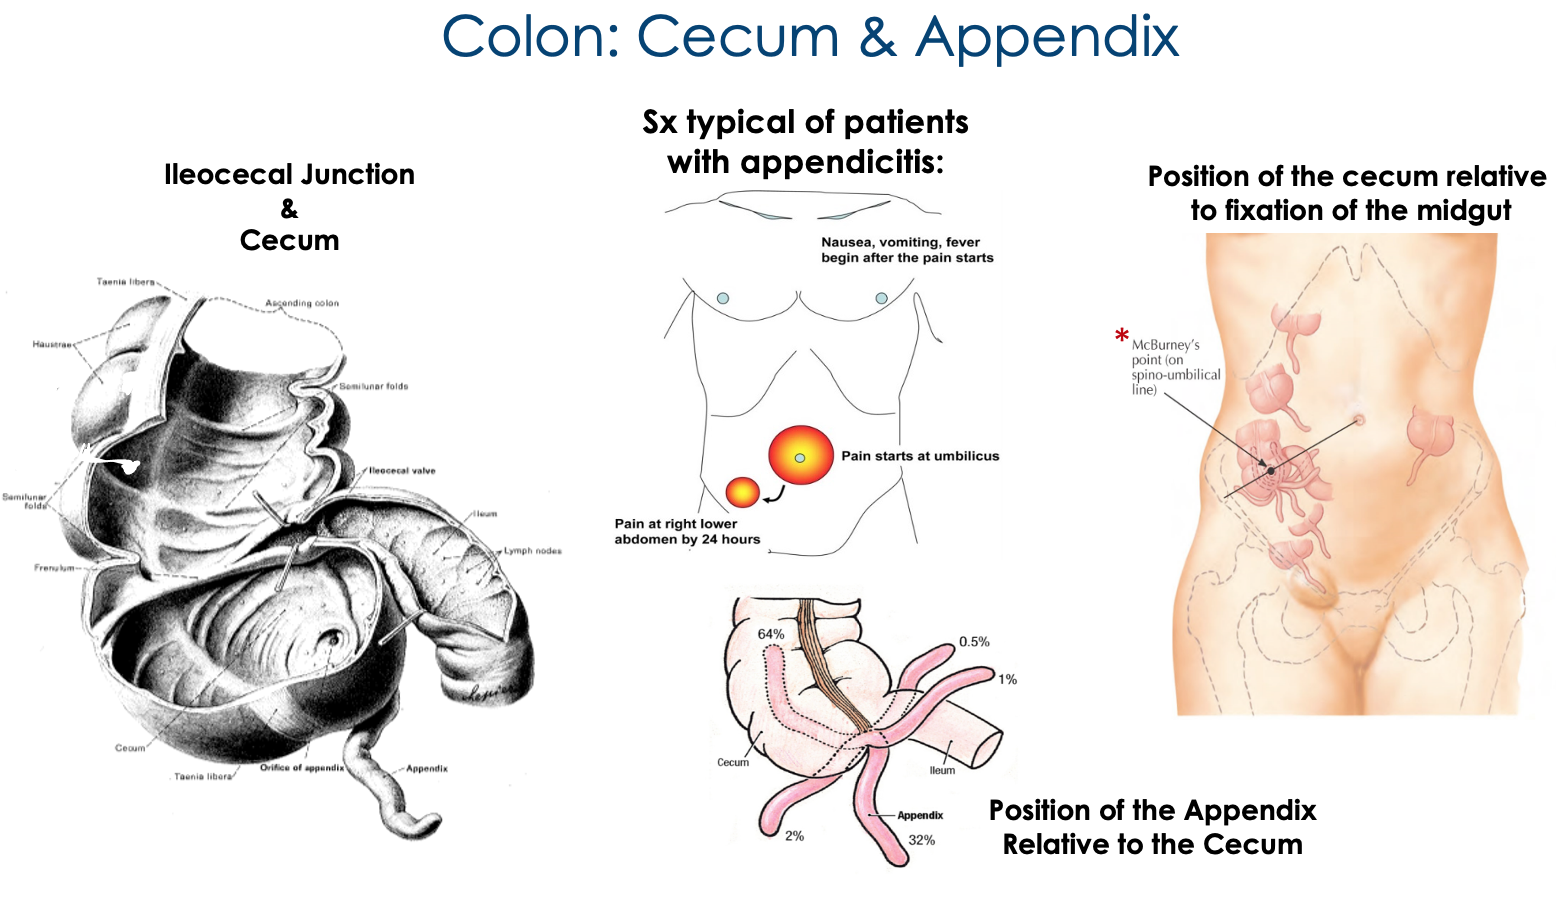 Colon: Cecum & Appendix
Ileocecal Junction
&
Cecum
Taenia libera
Ascending colon
Haustrae
Semilunar folds
Ileocecal valve
Semilunar
folds
Ileum
Lymph nodes
Frenulum
Cecum
Taenia libera
Orifice of appendix
Appendix
Sx typical of patients
with appendicitis:
Nausea, vomiting, fever
begin after the pain starts
Pain starts at umbilicus
Pain at right lower
abdomen by 24 hours
64%
0.5%
1%
Cecum
Ileum
Appendix
2%
32%
Position of the Appendix
Relative to the Cecum
Position of the cecum relative
to fixation of the midgut
*
McBurney's
point (on
spino-umbilical
line)